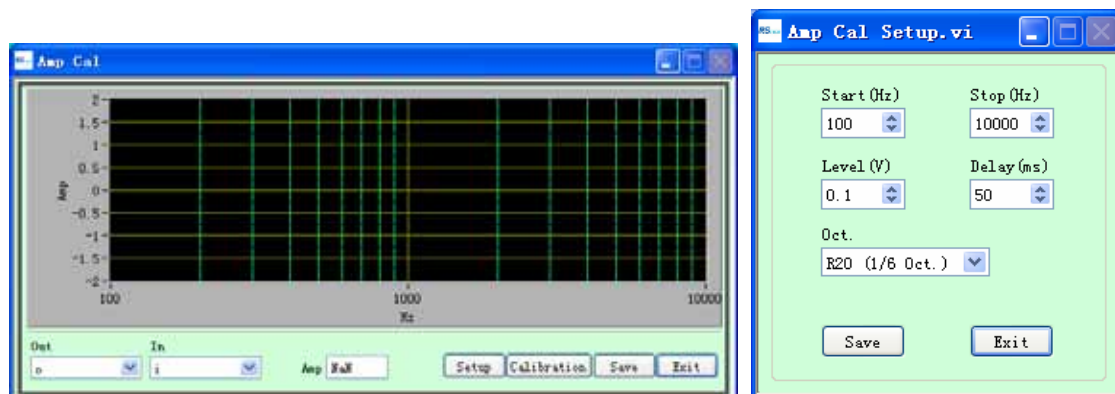 Amp Cal
2
1.5
1
0.5
0
-0.5
-1
-1.5
-2
Amp
100 1000 10000
Hz
Out In
o i Amp NaN Setup Calibration Save Exit
Amp Cal Setup.vi
Start(Hz) Stop(Hz)
100 10000
Level(V) Delay(ms)
0.1 50
Oct.
R20 (1/6 Oct.)
Save Exit